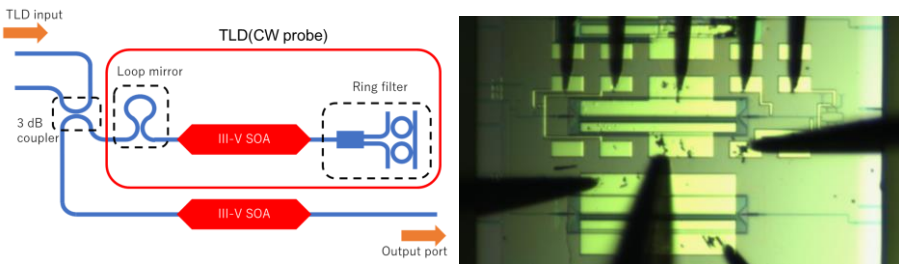 TLD input
TLD(CW probe)
Loop mirror
Ring filter
3 dB
coupler
III-V SOA
III-V SOA
Output port